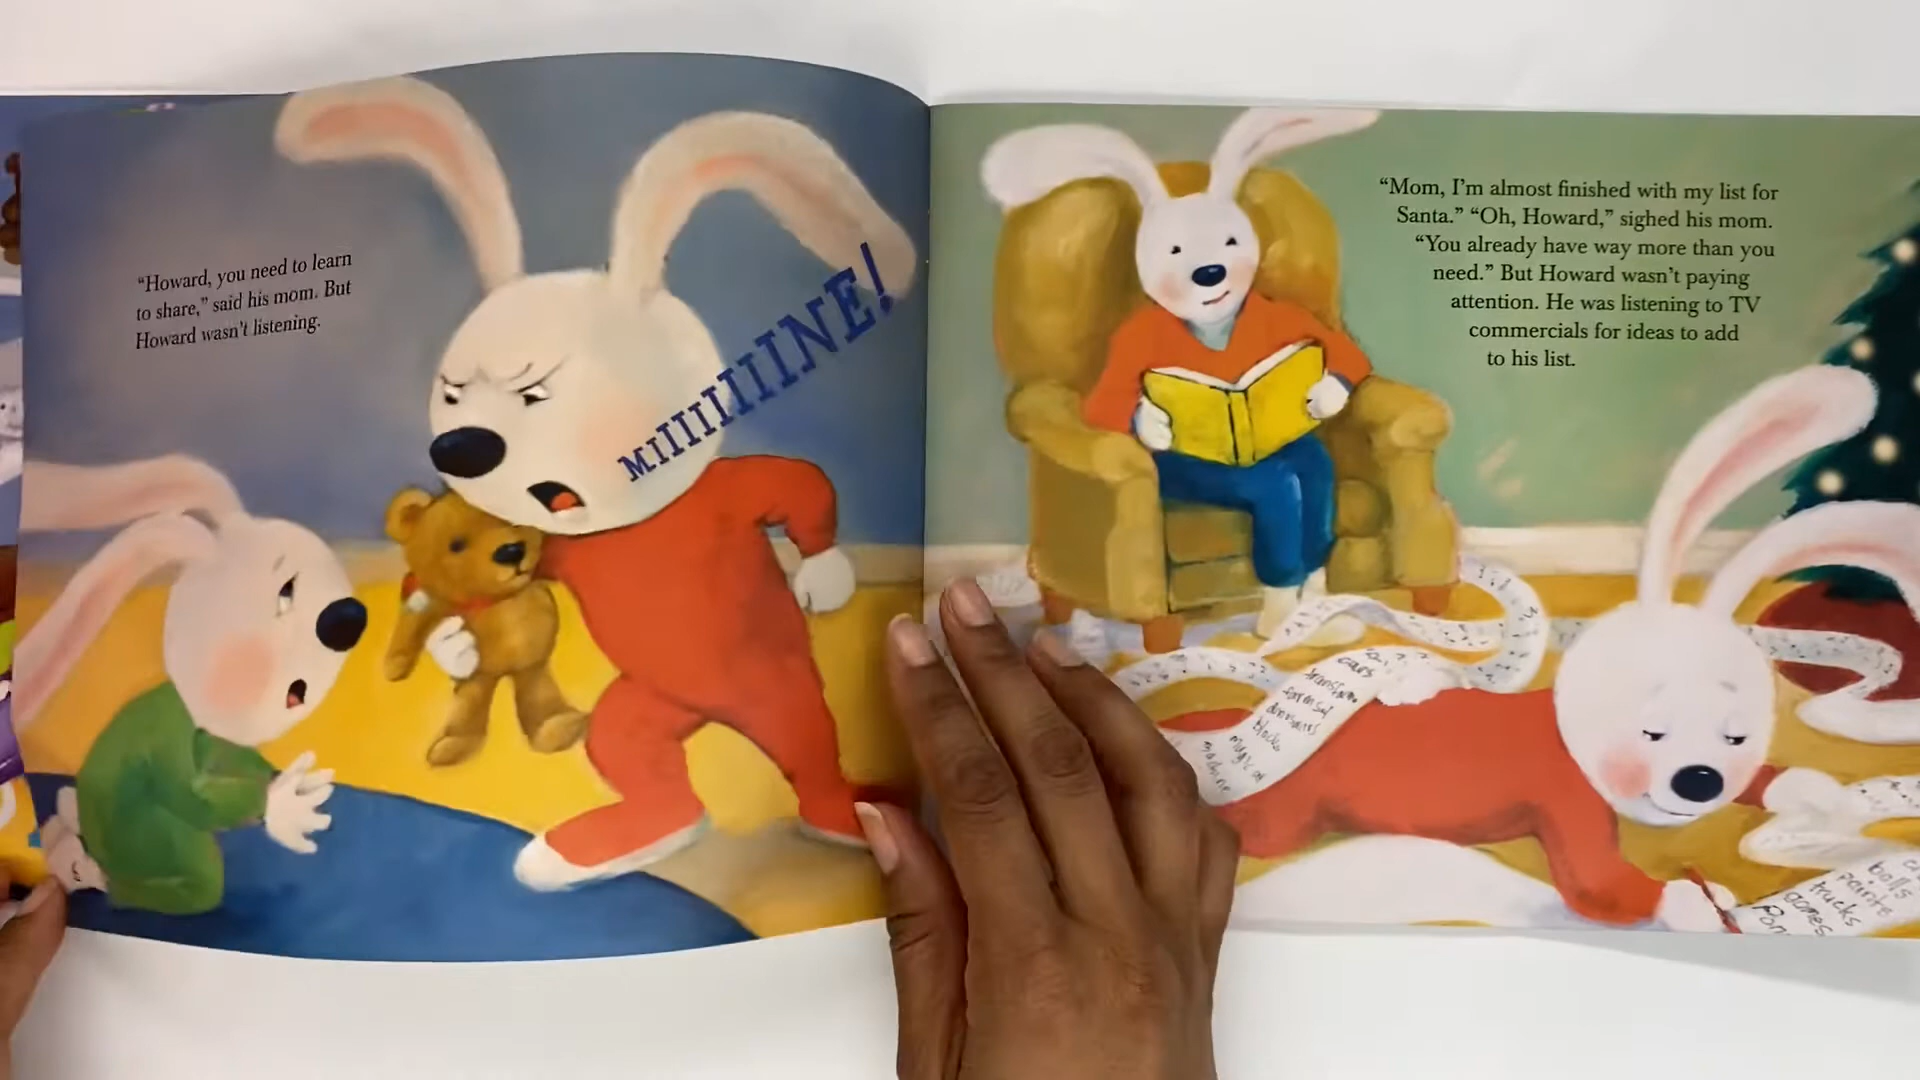 “Howard, you need to learn
to share,” said his mom. But
Howard wasn’t listening.
MIIIIIIINE!
“Mom, I’m almost finished with my list for
Santa.” “Oh, Howard,” sighed his mom.
“You already have way more than you
need.” But Howard wasn’t paying
attention. He was listening to TV
commercials for ideas to add
to his list.
cars
dinosaurs
blocks
balls
trucks
games